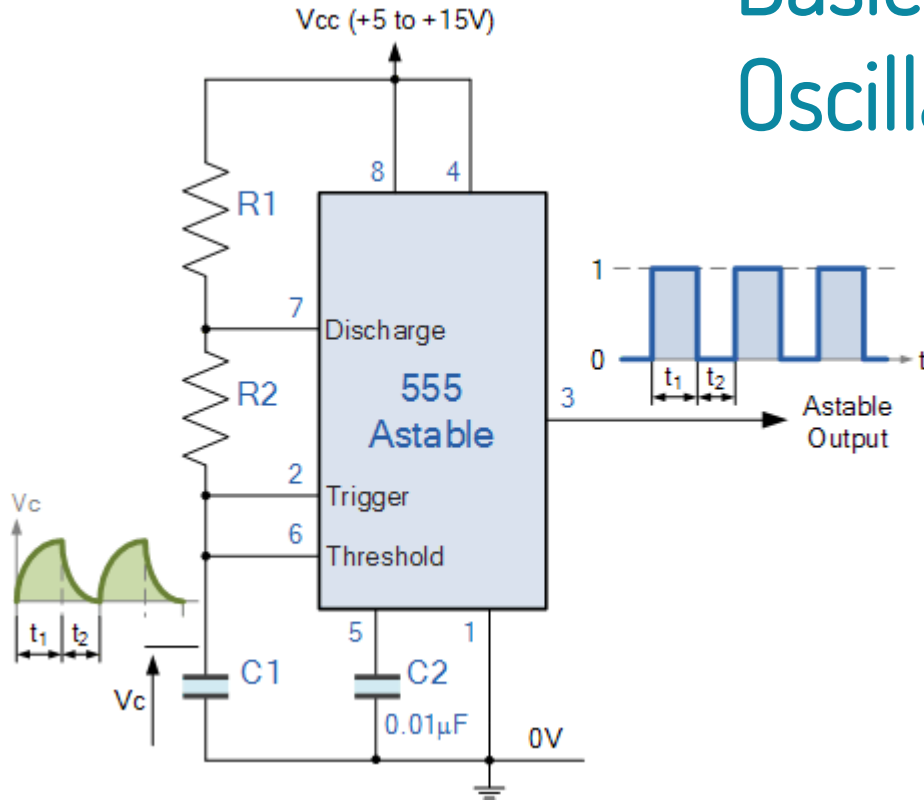 Basic
Oscilla
Vcc (+5 to +15V)
8
4
R1
7
Discharge
R2
555
Astable
3
1
0
t₁
t₂
t
Astable
Output
2
Trigger
6
Threshold
Vc
t₁
t₂
5
1
C1
C2
Vc
0.01µF
0V